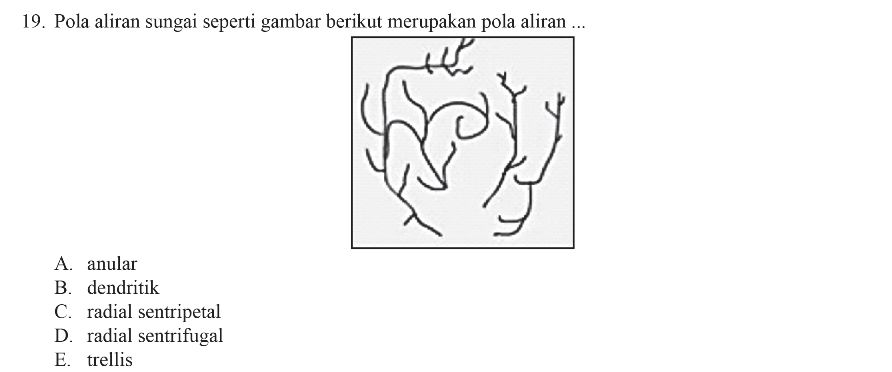 19. Pola aliran sungai seperti gambar berikut merupakan pola aliran ...
A. anular
B. dendritik
C. radial sentripetal
D. radial sentrifugal
E. trellis